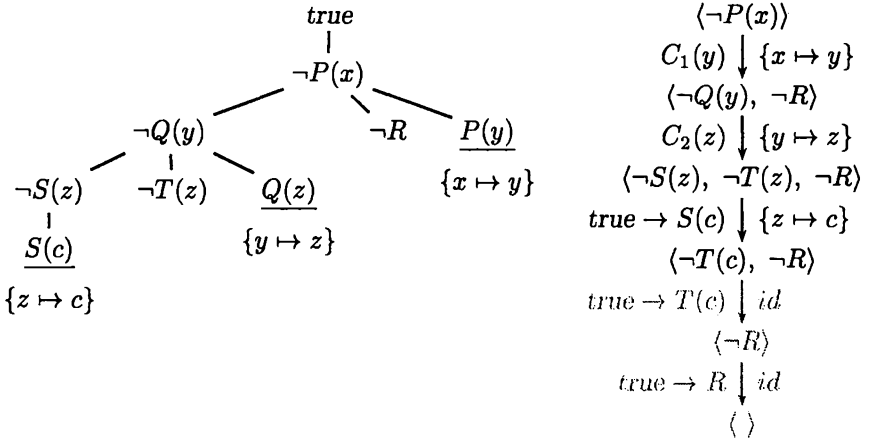 true
¬P(x)
¬Q(y) ¬R P(y)
{x ↦ y}
¬S(z) ¬T(z) Q(z)
{y ↦ z}
S(c)
{z ↦ c}
⟨¬P(x)⟩
C₁(y) {x ↦ y}
⟨¬Q(y), ¬R⟩
C₂(z) {y ↦ z}
⟨¬S(z), ¬T(z), ¬R⟩
true → S(c) {z ↦ c}
⟨¬T(c), ¬R⟩
true → T(c) id
⟨¬R⟩
true → R id
⟨ ⟩